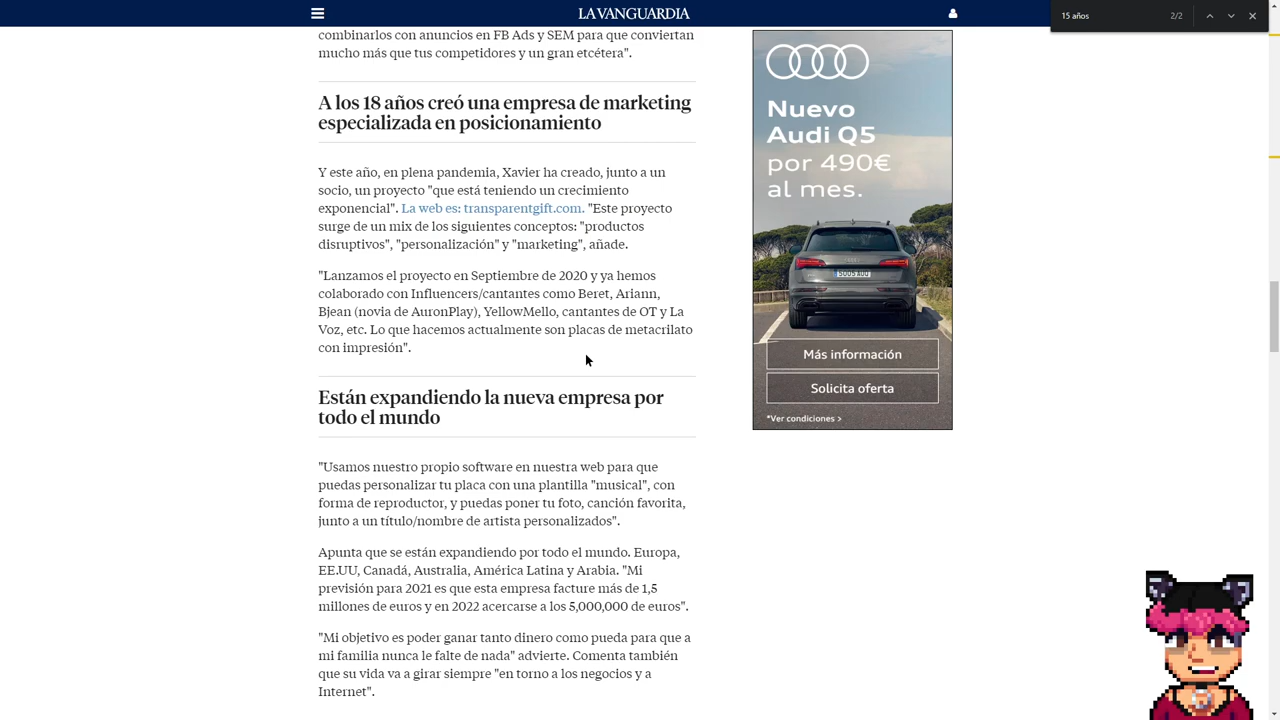 LA VANGUARDIA
15 años
2/2
combinarlos con anuncios en FB Ads y SEM para que conviertan
mucho más que tus competidores y un gran etcétera".
A los 18 años creó una empresa de marketing
especializada en posicionamiento
Y este año, en plena pandemia, Xavier ha creado, junto a un
socio, un proyecto "que está teniendo un crecimiento
exponencial". La web es: transparentgift.com. "Este proyecto
surge de un mix de los siguientes conceptos: "productos
disruptivos", "personalización" y "marketing", añade.
"Lanzamos el proyecto en Septiembre de 2020 y ya hemos
colaborado con Influencers/cantantes como Beret, Ariann,
Bjean (novia de AuronPlay), YellowMello, cantantes de OT y La
Voz, etc. Lo que hacemos actualmente son placas de metacrilato
con impresión".
Están expandiendo la nueva empresa por
todo el mundo
"Usamos nuestro propio software en nuestra web para que
puedas personalizar tu placa con una plantilla "musical", con
forma de reproductor, y puedas poner tu foto, canción favorita,
junto a un título/nombre de artista personalizados".
Apunta que se están expandiendo por todo el mundo. Europa,
EE.UU, Canadá, Australia, América Latina y Arabia. "Mi
previsión para 2021 es que esta empresa facture más de 1,5
millones de euros y en 2022 acercarse a los 5,000,000 de euros".
"Mi objetivo es poder ganar tanto dinero como pueda para que a
mi familia nunca le falte de nada" advierte. Comenta también
que su vida va a girar siempre "en torno a los negocios y a
Internet".
Nuevo
Audi Q5
por 490€
al mes.
Más información
Solicita oferta
*Ver condiciones >